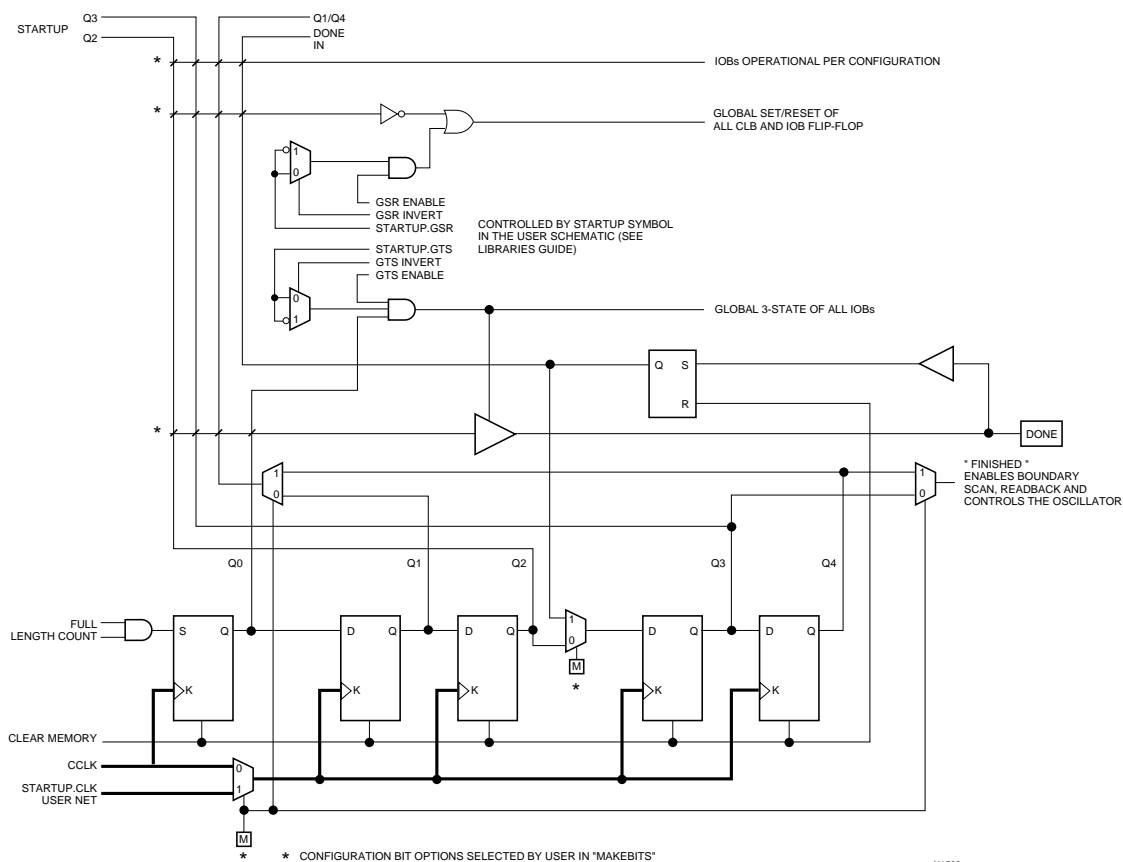 Q3
Q1/Q4
STARTUP
Q2
DONE
IN
* IOBs OPERATIONAL PER CONFIGURATION
*
GLOBAL SET/RESET OF
ALL CLB AND IOB FLIP-FLOP
1
0
GSR ENABLE
GSR INVERT
STARTUP.GSR
CONTROLLED BY STARTUP SYMBOL
IN THE USER SCHEMATIC (SEE
LIBRARIES GUIDE)
STARTUP.GTS
GTS INVERT
GTS ENABLE
0
1
GLOBAL 3-STATE OF ALL IOBs
Q S
R
*
DONE
1
0
1
0
" FINISHED "
ENABLES BOUNDARY
SCAN, READBACK AND
CONTROLS THE OSCILLATOR
Q0 Q1 Q2 Q3 Q4
FULL
LENGTH COUNT
S Q
K
D Q
K
D Q
K
1
0
M
*
D Q
K
D Q
K
CLEAR MEMORY
CCLK
STARTUP.CLK
USER NET
0
1
M
*
* CONFIGURATION BIT OPTIONS SELECTED BY USER IN "MAKEBITS"